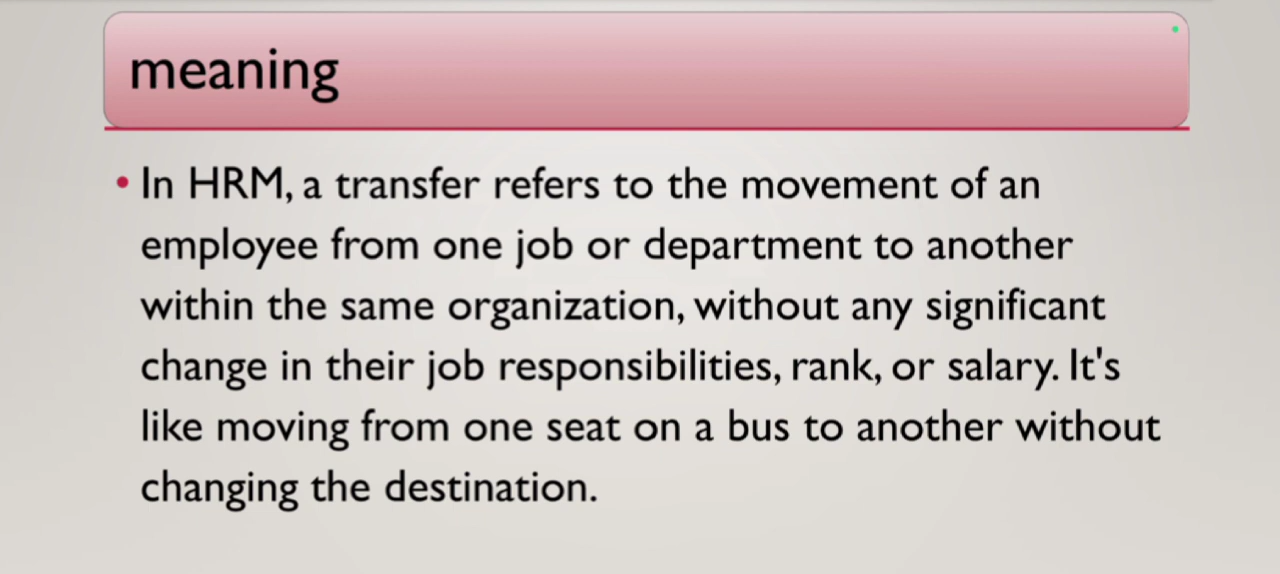 meaning
• In HRM, a transfer refers to the movement of an
employee from one job or department to another
within the same organization, without any significant
change in their job responsibilities, rank, or salary. It's
like moving from one seat on a bus to another without
changing the destination.